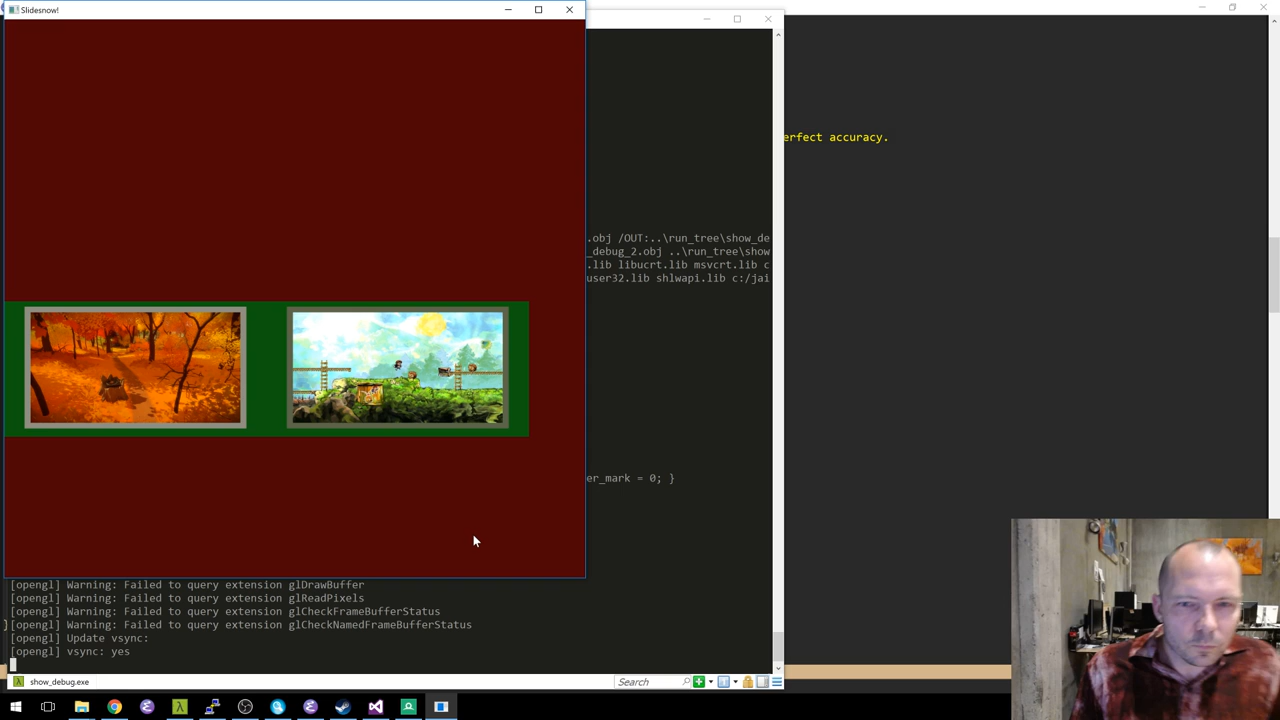 Slidesnow!
erfect accuracy.
.obj /OUT:..\run_tree\show_de
_debug_2.obj ..\run_tree\show
.lib libucrt.lib msvcrt.lib c
user32.lib shlwapi.lib c:/jai
er_mark = 0; }
[opengl] Warning: Failed to query extension glDrawBuffer
[opengl] Warning: Failed to query extension glReadPixels
[opengl] Warning: Failed to query extension glCheckFrameBufferStatus
[opengl] Warning: Failed to query extension glCheckNamedFrameBufferStatus
[opengl] Update vsync:
[opengl] vsync: yes
show_debug.exe
Search